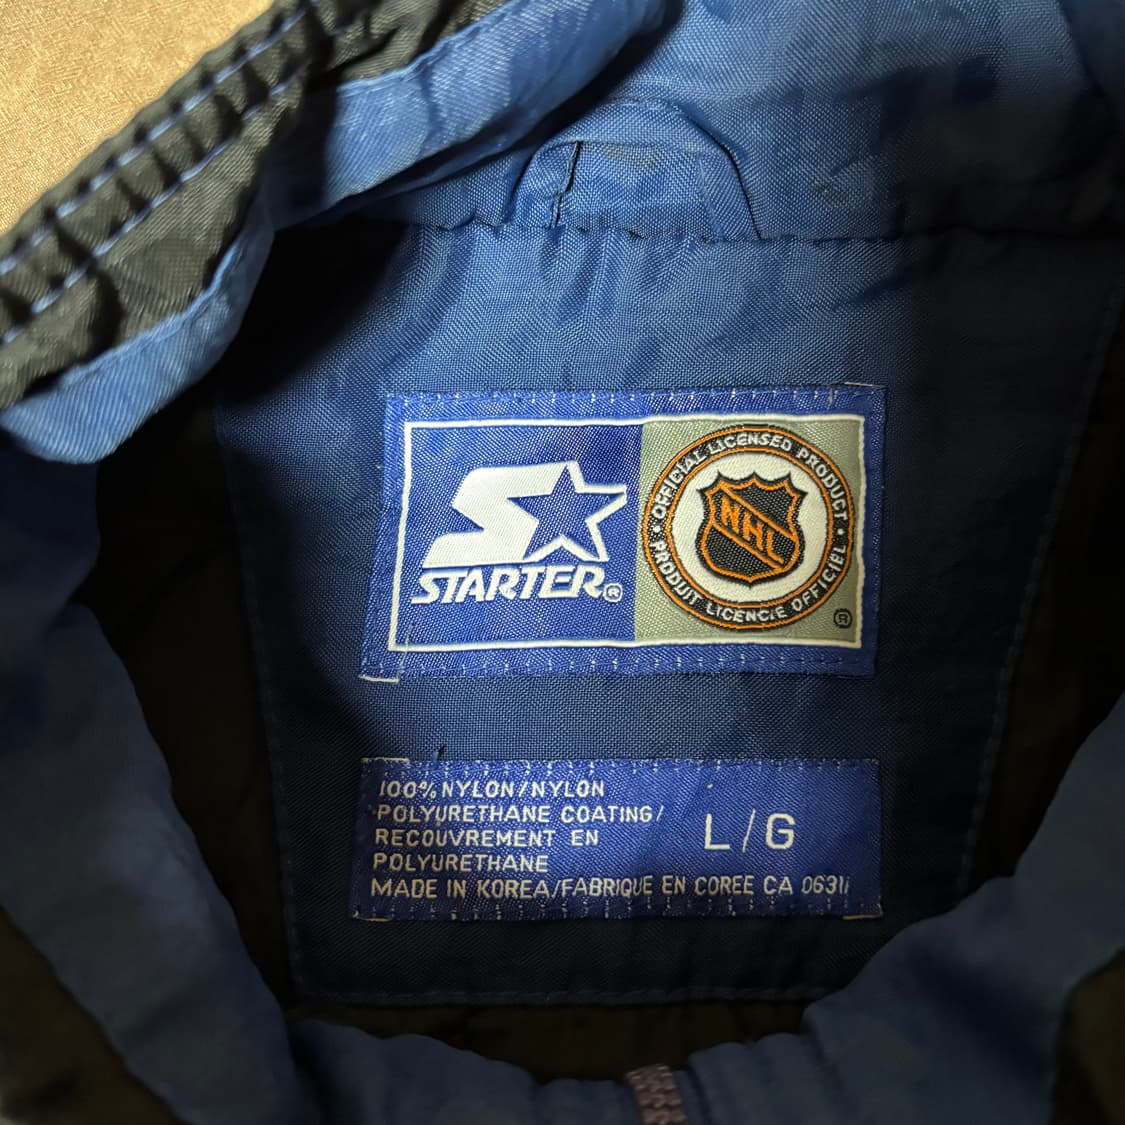 STARTER®
OFFICIAL LICENSED PRODUCT
NHL
PRODUIT LICENCIE OFFICIEL
®
100% NYLON/NYLON
POLYURETHANE COATING/
RECOUVREMENT EN
POLYURETHANE
L/G
MADE IN KOREA/FABRIQUE EN COREE CA